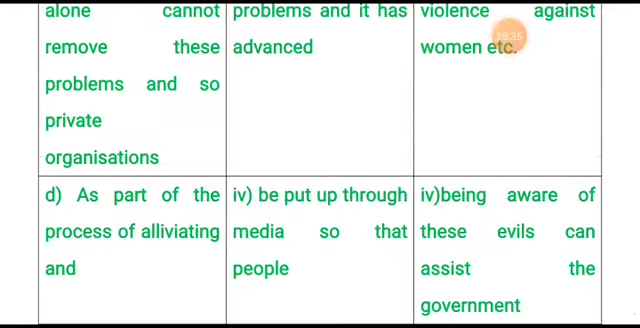 alone cannot
remove these
problems and so
private
organisations
problems and it has
advanced
violence against
women etc.
25:35
d) As part of the
process of alliviating
and
iv) be put up through
media so that
people
iv)being aware of
these evils can
assist the
government